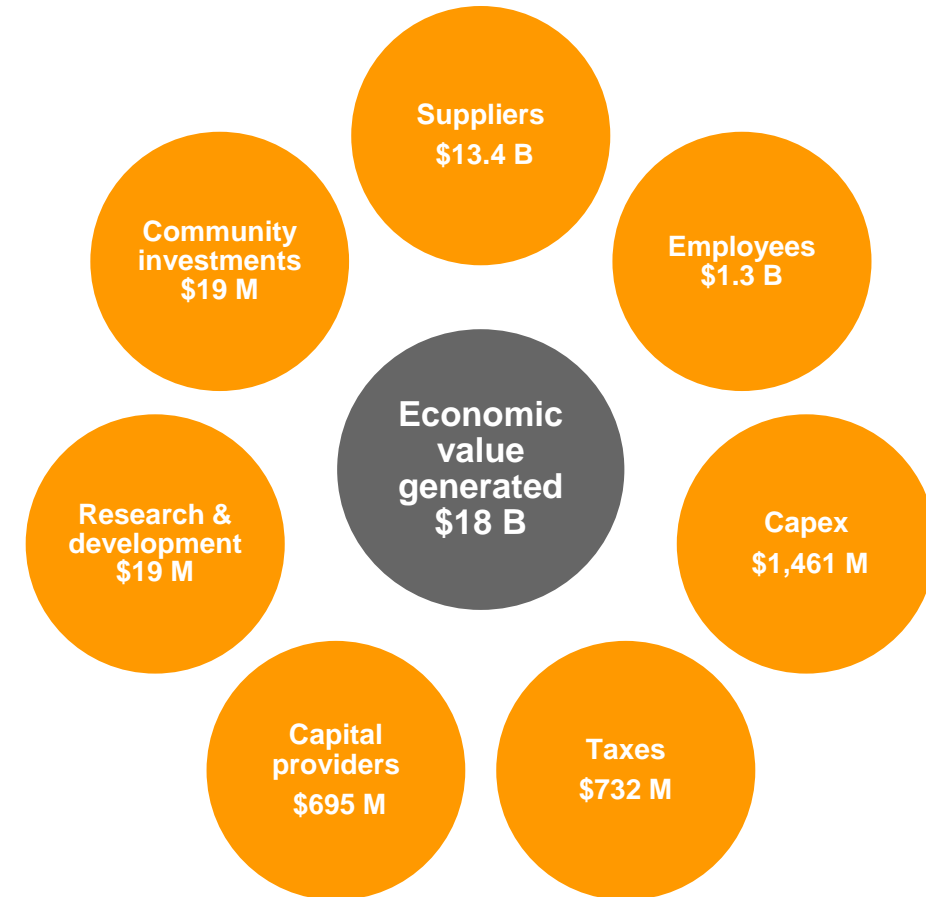 Suppliers
$13.4 B
Employees
$1.3 B
Capex
$1,461 M
Taxes
$732 M
Capital
providers
$695 M
Research &
development
$19 M
Community
investments
$19 M
Economic
value
generated
$18 B